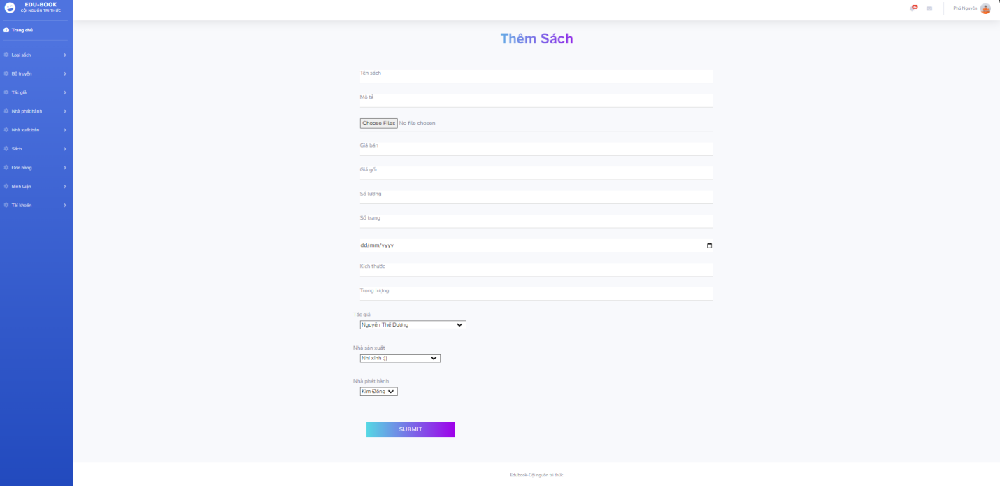 EDU-BOOK
CỘI NGUỒN TRI THỨC
Trang chủ
Loại sách
Bộ truyện
Tác giả
Nhà phát hành
Nhà xuất bản
Sách
Đơn hàng
Bình luận
Tài khoản
3+
Phú Nguyễn
Thêm Sách
Tên sách
Mô tả
Choose Files No file chosen
Giá bán
Giá gốc
Số lượng
Số trang
dd/mm/yyyy
Kích thước
Trọng lượng
Tác giả
Nguyễn Thế Dương
Nhà sản xuất
Nhi xinh :))
Nhà phát hành
Kim Đồng
SUBMIT
Edubook-Cội nguồn tri thức